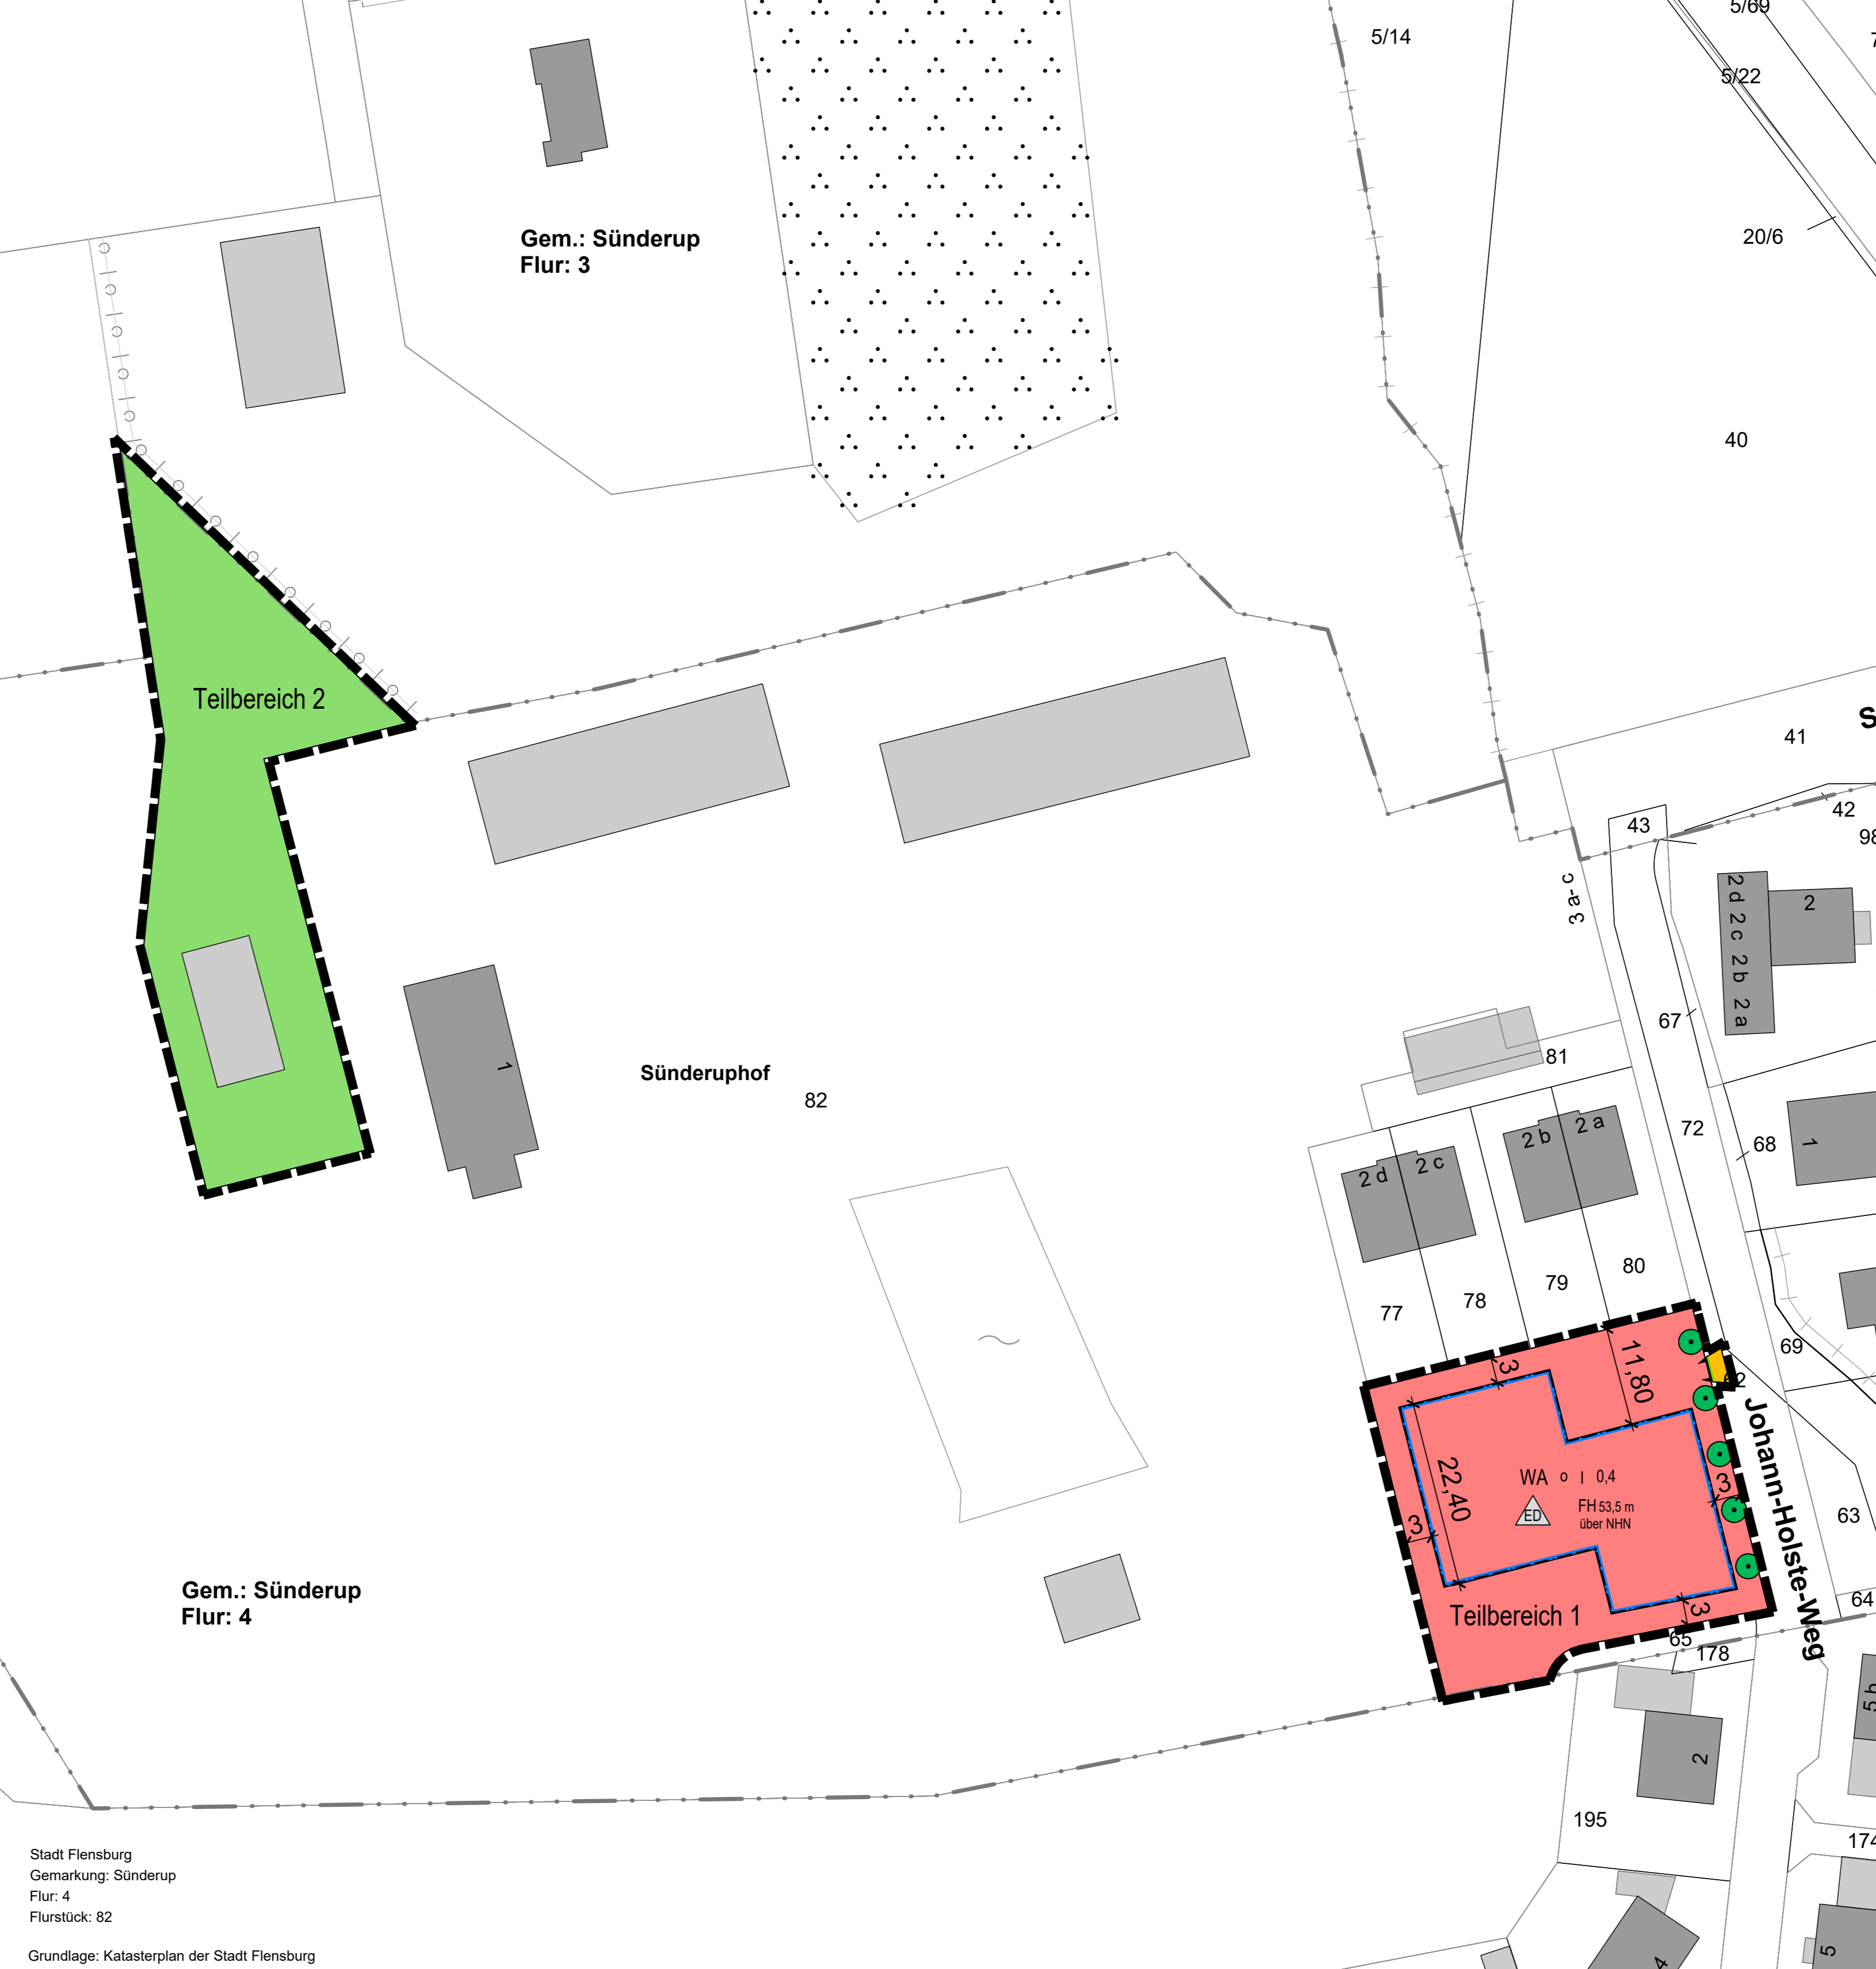 5/69
5/14
5/22
20/6
Gem.: Sünderup
Flur: 3
40
Teilbereich 2
41
42
43
3 a-c
2
2 d 2 c 2 b 2 a
67
81
1
Sünderuphof
82
72
68
1
2 b
2 a
2 d
2 c
80
79
78
77
69
62
3
11,80
Johann-Holste-Weg
22,40
WA o I 0,4
ED
FH 53,5 m
über NHN
3
3
63
64
Gem.: Sünderup
Flur: 4
Teilbereich 1
3
65
178
5 b
2
195
174
4
5
Stadt Flensburg
Gemarkung: Sünderup
Flur: 4
Flurstück: 82
Grundlage: Katasterplan der Stadt Flensburg